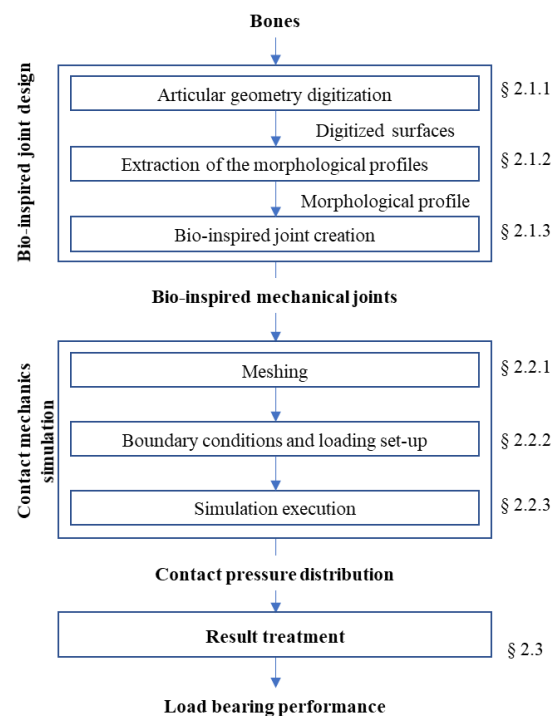 Bones
Bio-inspired joint design
Articular geometry digitization
§ 2.1.1
Digitized surfaces
Extraction of the morphological profiles
§ 2.1.2
Morphological profile
Bio-inspired joint creation
§ 2.1.3
Bio-inspired mechanical joints
Contact mechanics
simulation
Meshing
§ 2.2.1
Boundary conditions and loading set-up
§ 2.2.2
Simulation execution
§ 2.2.3
Contact pressure distribution
Result treatment
§ 2.3
Load bearing performance